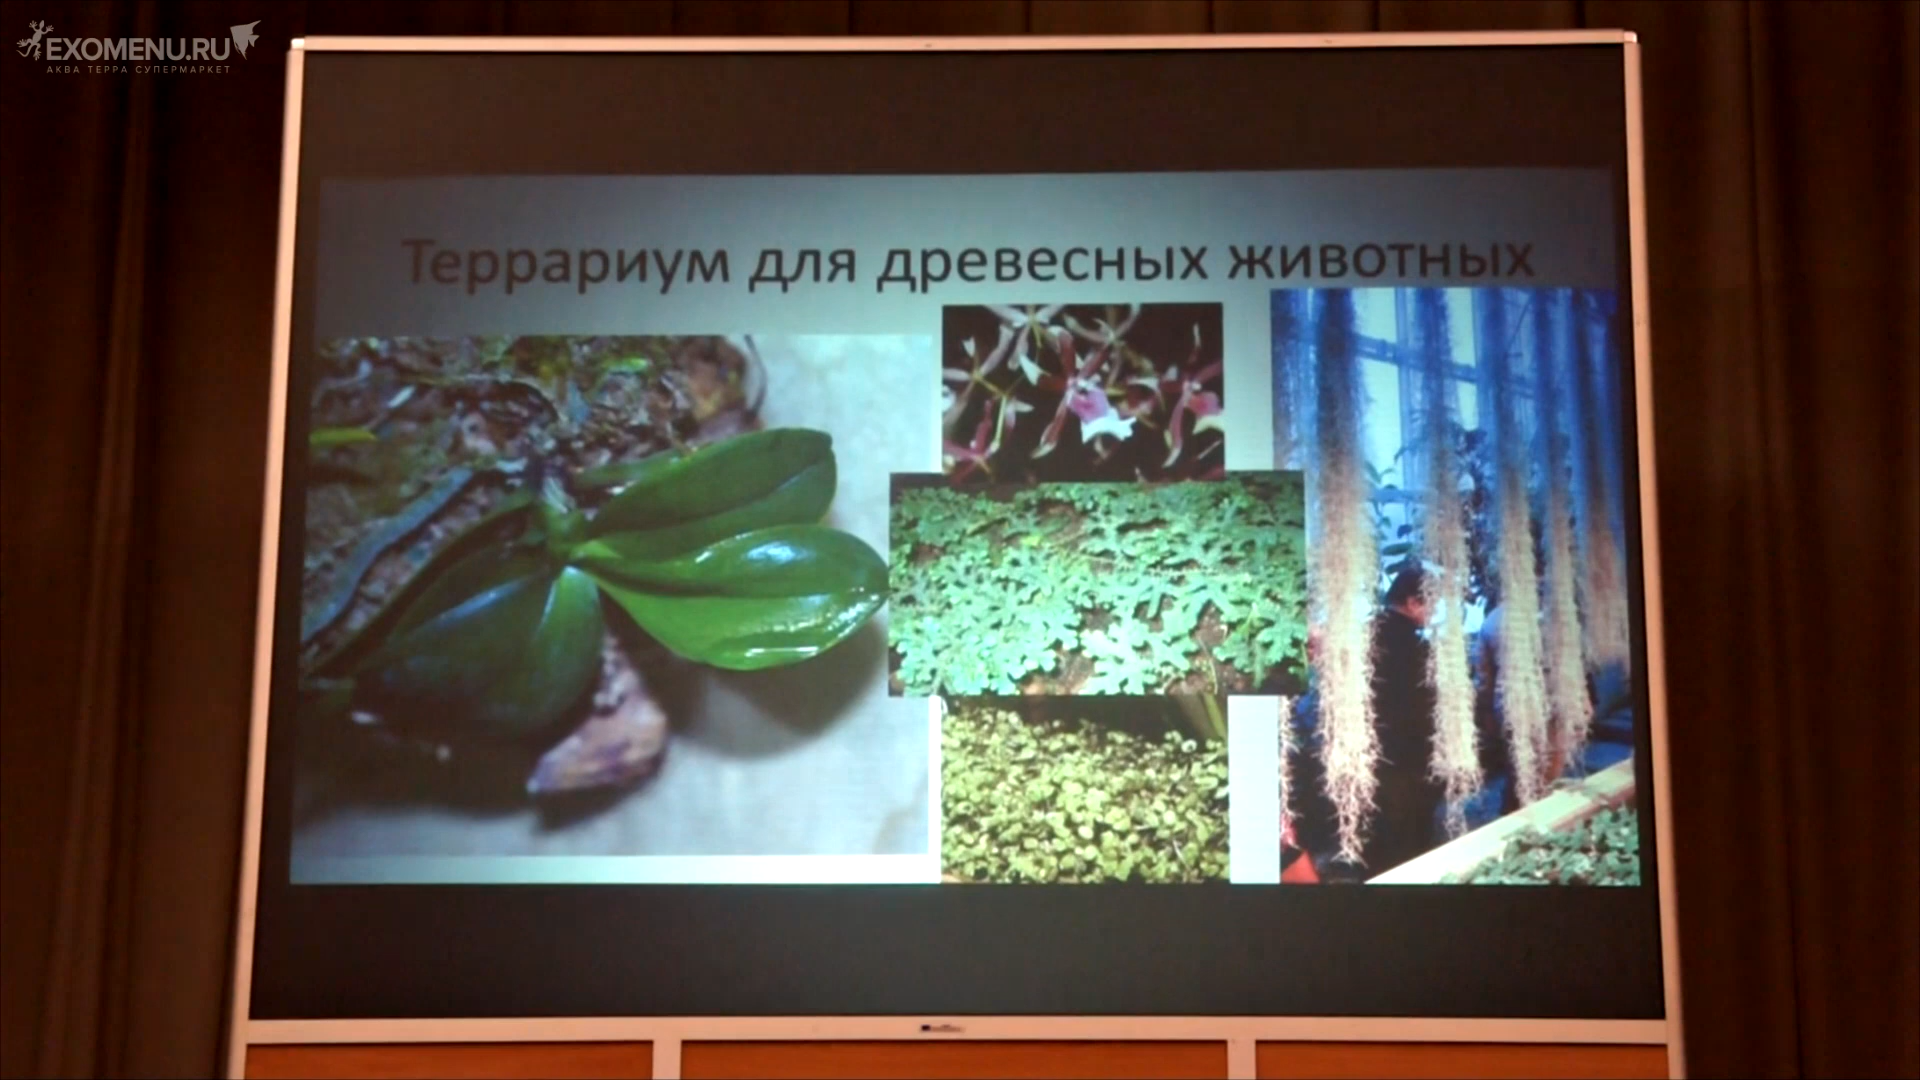 EXOMENU.RU
АКВА ТЕРРА СУПЕРМАРКЕТ
Террариум для древесных животных